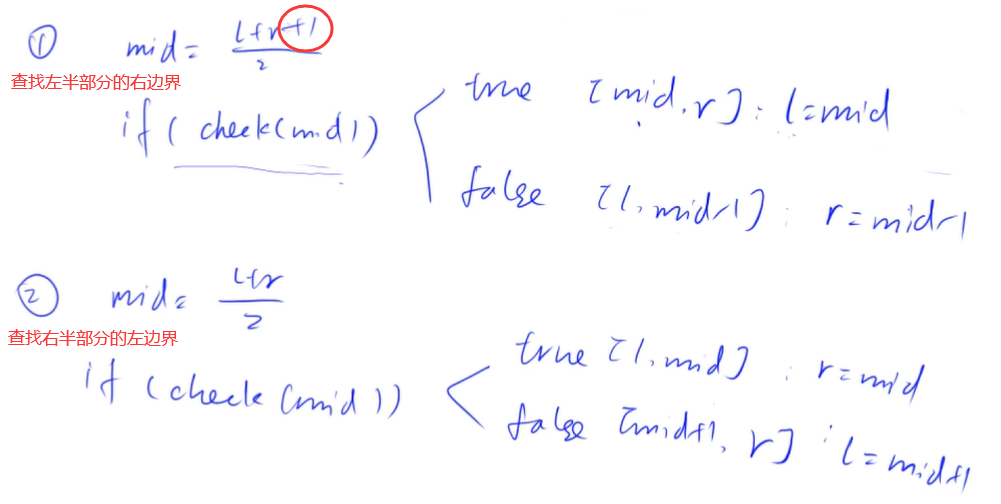 ① mid = (l+r+1)/2
查找左半部分的右边界
if ( check(mid) )
true [mid, r] : l=mid
false [l, mid-1] : r=mid-1
② mid = (l+r)/2
查找右半部分的左边界
if (check (mid))
true [l, mid] : r=mid
false [mid+1, r] : l=mid+1